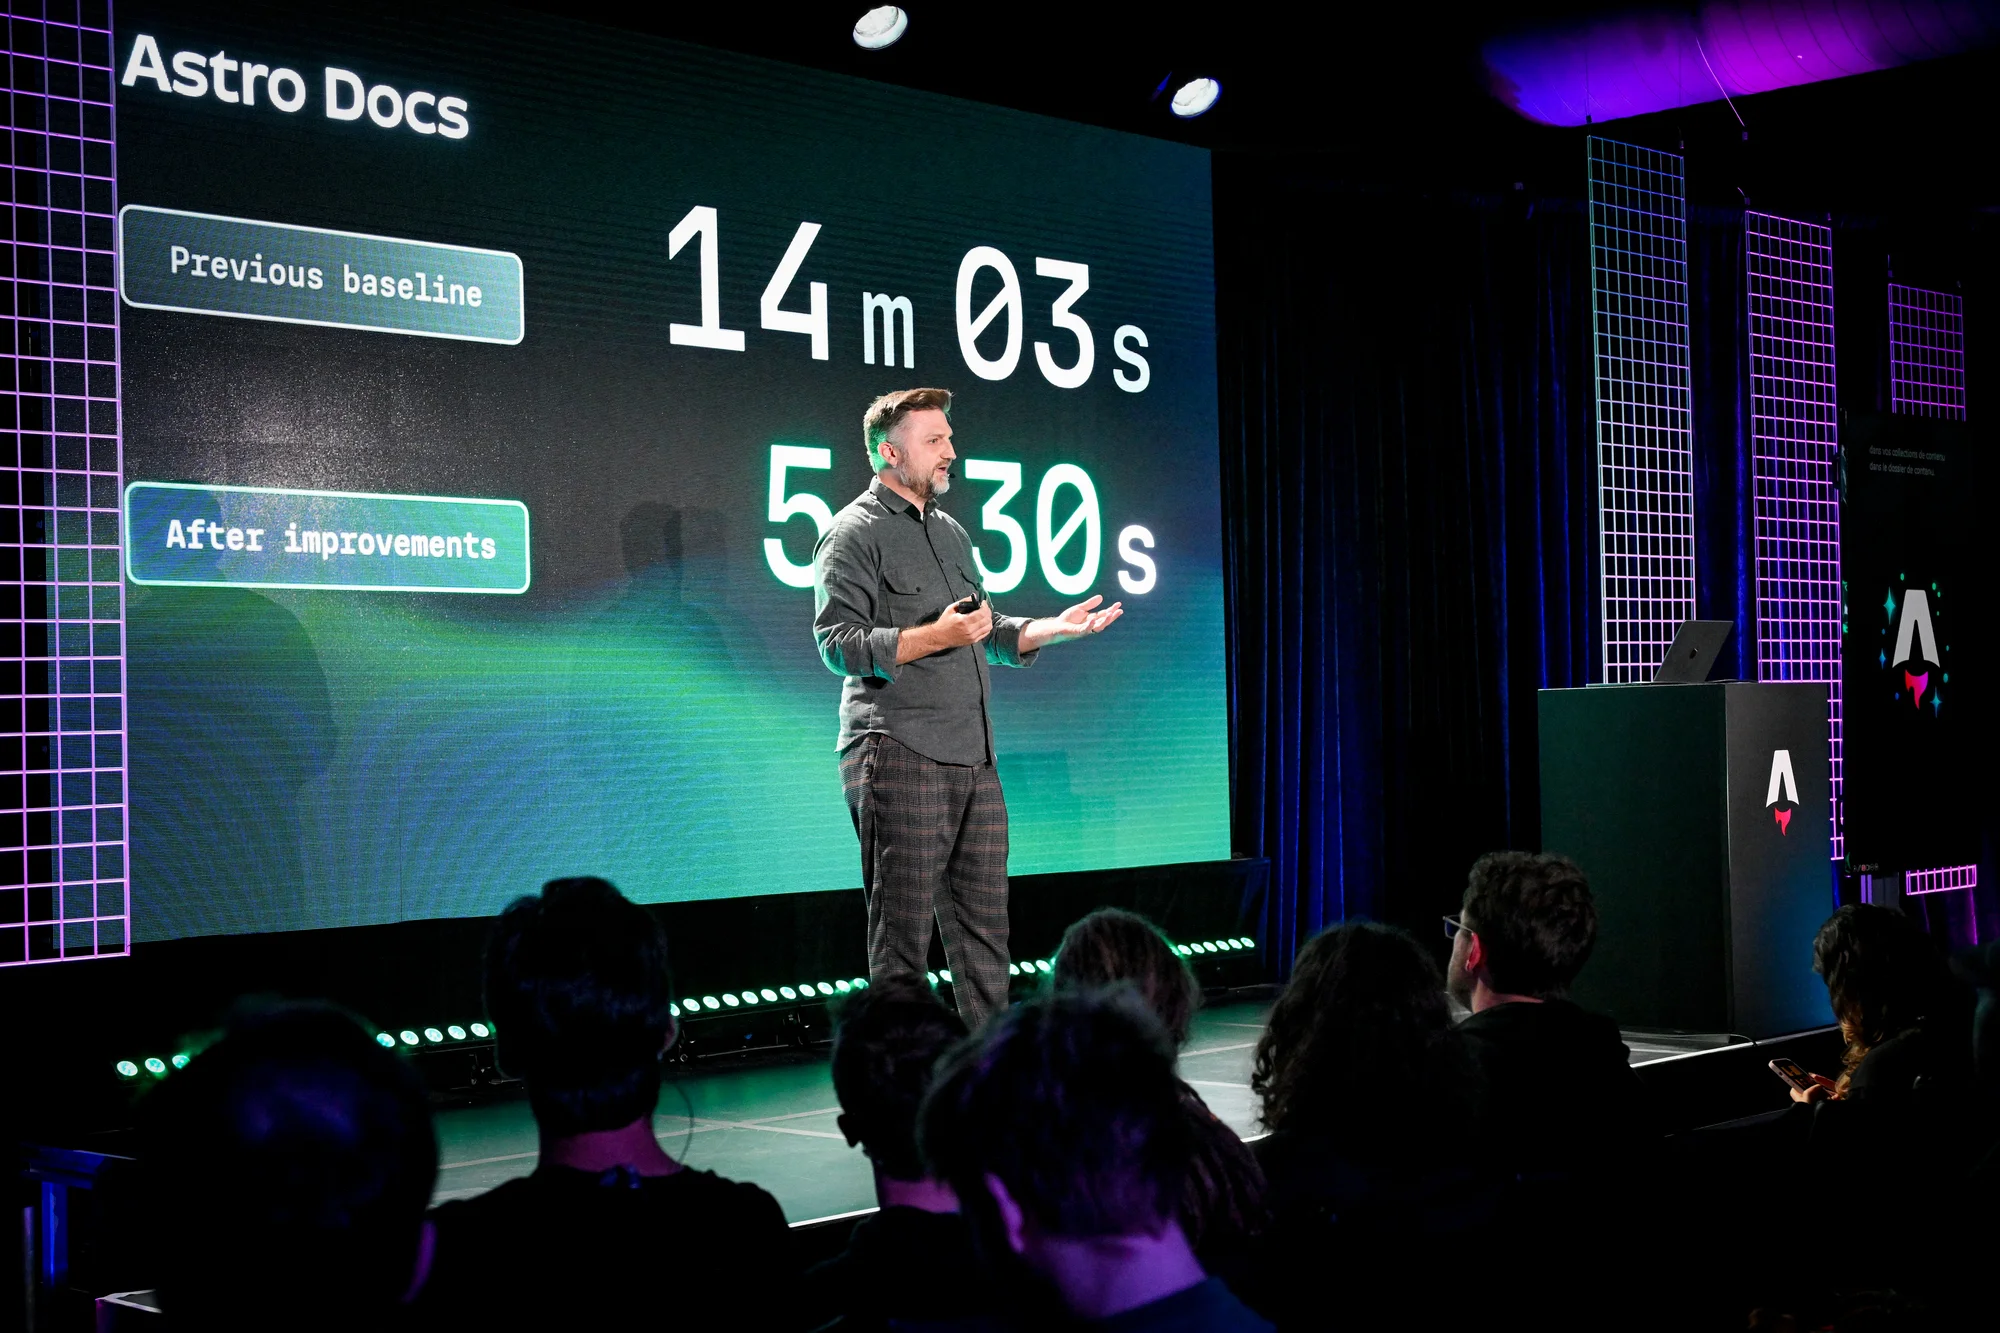 Astro Docs
Previous baseline
14m 03s
After improvements
5 30s
dans vos collections de contenu
dans le dossier de contenu.